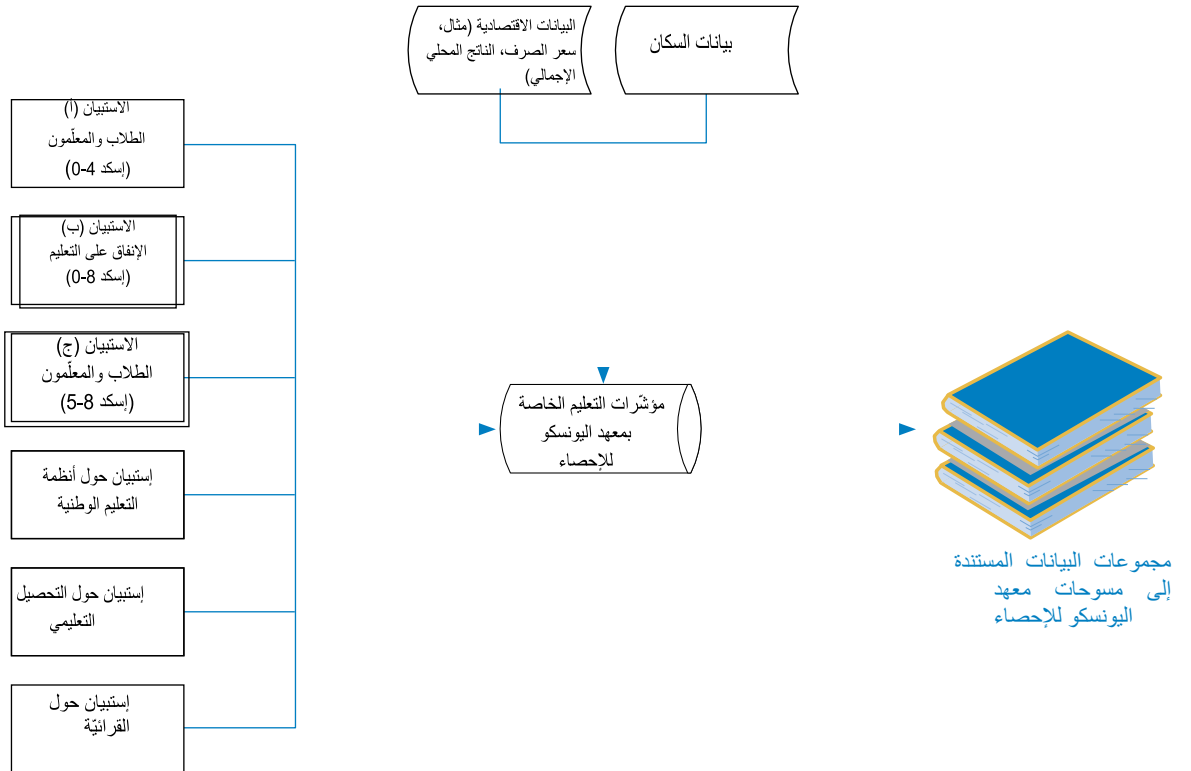 البيانات الاقتصادية (مثال،
سعر الصرف، الناتج المحلي
الإجمالي)
بيانات السكان
الاستبيان (أ)
الطلاب والمعلّمون
(إسكد 4-0)
الاستبيان (ب)
الإنفاق على التعليم
(إسكد 8-0)
الاستبيان (ج)
الطلاب والمعلّمون
(إسكد 8-5)
إستبيان حول أنظمة
التعليم الوطنية
إستبيان حول التحصيل
التعليمي
إستبيان حول
القرائيّة
مؤشّرات التعليم الخاصة
بمعهد اليونسكو
للإحصاء
مجموعات البيانات المستندة
إلى مسوحات معهد
اليونسكو للإحصاء